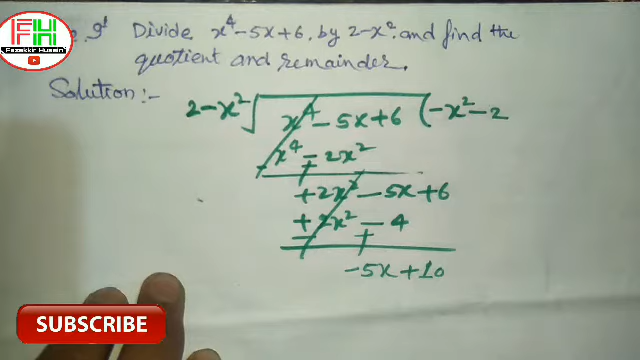 FH
Fazakkir Husain
e.g! Divide x⁴-5x+6, by 2-x², and find the
quotient and remainder.
Solution:-
2-x² √ x⁴-5x+6 (-x²-2
x⁴-2x²
- +
+2x²-5x+6
+2x²-4
- +
-5x+10
SUBSCRIBE